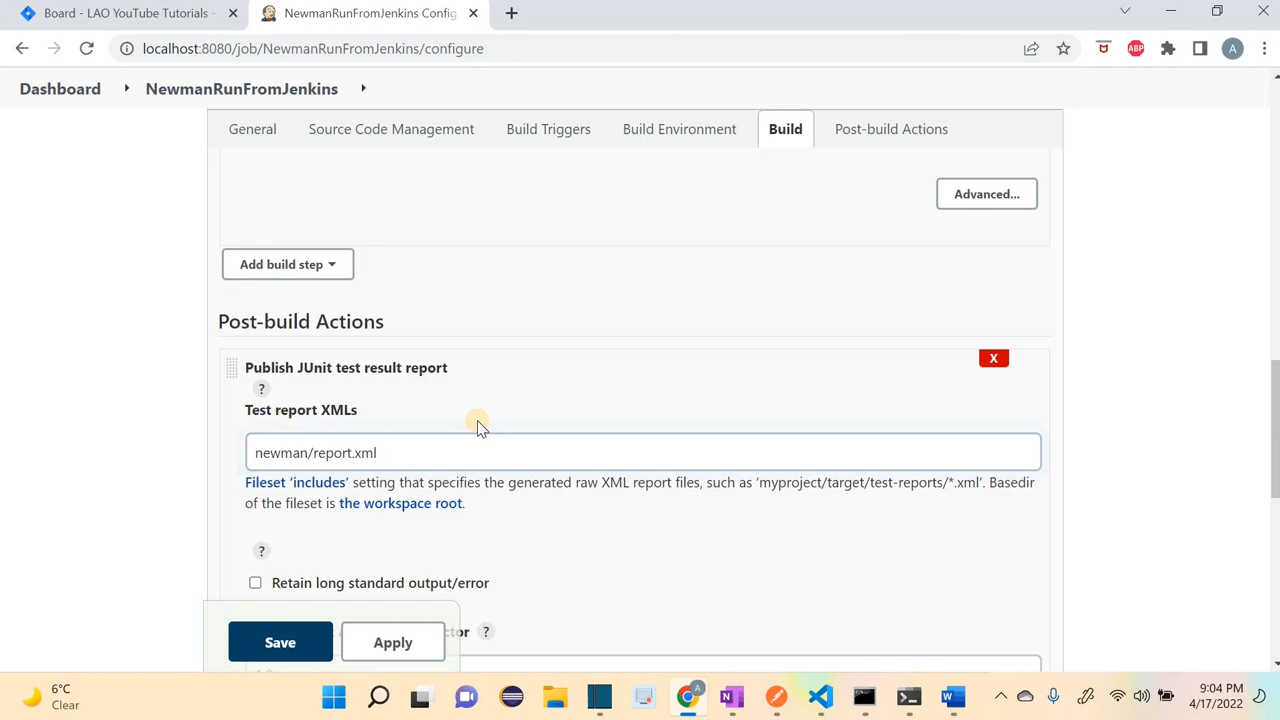 Board - LAO YouTube Tutorials -
NewmanRunFromJenkins Config
localhost:8080/job/NewmanRunFromJenkins/configure
ABP
A
Dashboard
NewmanRunFromJenkins
General
Source Code Management
Build Triggers
Build Environment
Build
Post-build Actions
Advanced...
Add build step
Post-build Actions
Publish JUnit test result report
X
?
Test report XMLs
newman/report.xml
Fileset ‘includes’ setting that specifies the generated raw XML report files, such as ‘myproject/target/test-reports/*.xml’. Basedir
of the fileset is the workspace root.
?
Retain long standard output/error
tor ?
Save
Apply
6°C
Clear
A
9:04 PM
4/17/2022